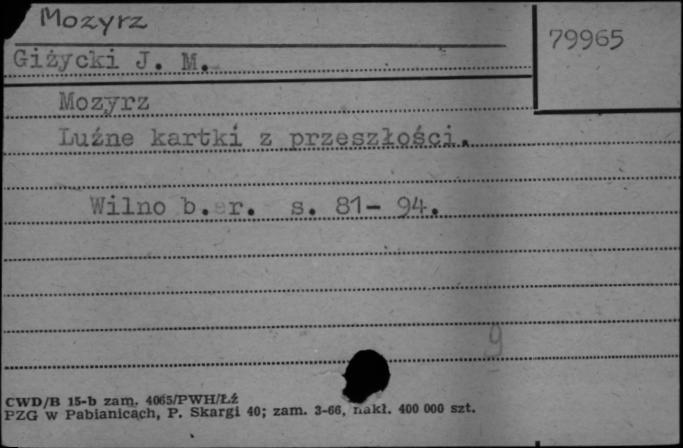 Mozyrz
79965
Giżycki J. M.
Mozyrz
Luźne kartki z przeszłości.
Wilno b. r. s. 81- 94.
9
CWD/B 15-b zam. 4065/PWH/Łź
PZG w Pabianicach, P. Skargi 40; zam. 3-66, nakł. 400 000 szt.